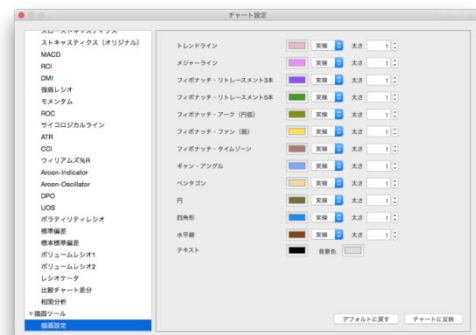 チャート設定
スローストキャスティクス
ストキャスティクス（オリジナル）
MACD
RCI
DMI
強弱レシオ
モメンタム
ROC
サイコロジカルライン
ATR
CCI
ウィリアムズ%R
Aroon-Indicator
Aroon-Oscillator
DPO
UOS
ボラティリティレシオ
標準偏差
標本標準偏差
ボリュームレシオ1
ボリュームレシオ2
レシオケータ
比較チャート差分
相関分析
▼描画ツール
描画設定
トレンドライン 実線 太さ 1
メジャーライン 実線 太さ 1
フィボナッチ・リトレースメント3本 実線 太さ 1
フィボナッチ・リトレースメント5本 実線 太さ 1
フィボナッチ・アーク（円弧） 実線 太さ 1
フィボナッチ・ファン（扇） 実線 太さ 1
フィボナッチ・タイムゾーン 実線 太さ 1
ギャン・アングル 実線 太さ 1
ペンタゴン 実線 太さ 1
円 実線 太さ 1
四角形 実線 太さ 1
水平線 実線 太さ 1
テキスト 背景色
デフォルトに戻す チャートに反映